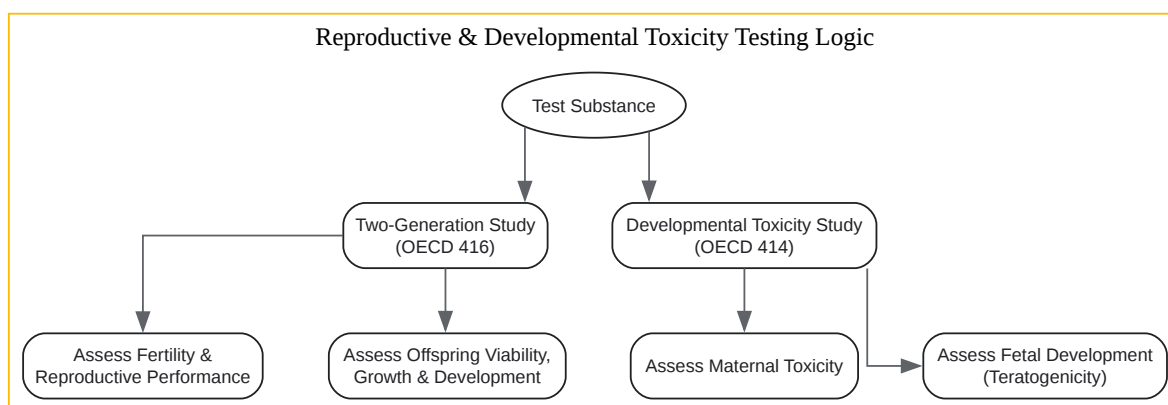 Reproductive & Developmental Toxicity Testing Logic
Test Substance
Two-Generation Study
(OECD 416)
Developmental Toxicity Study
(OECD 414)
Assess Fertility &
Reproductive Performance
Assess Offspring Viability,
Growth & Development
Assess Maternal Toxicity
Assess Fetal Development
(Teratogenicity)